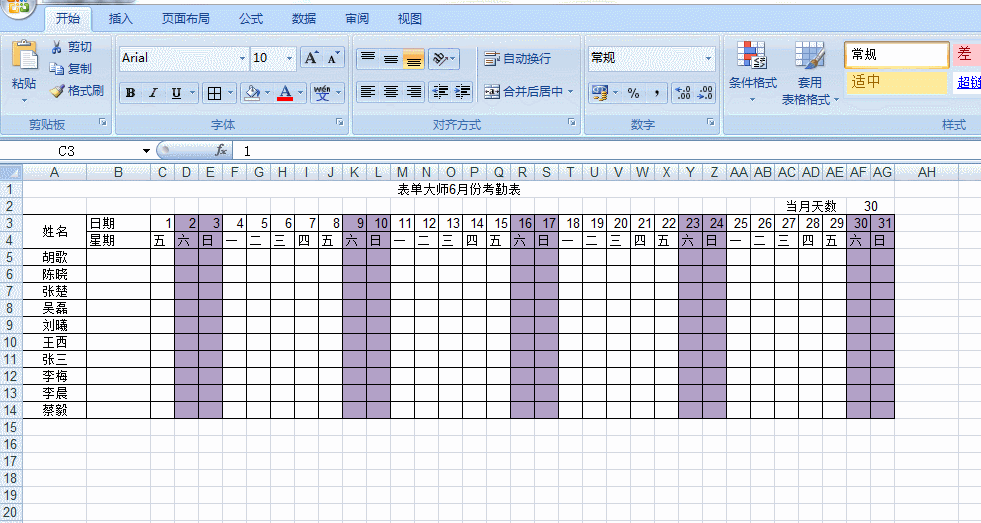 开始 插入 页面布局 公式 数据 审阅 视图
剪切
复制
格式刷
粘贴
剪贴板
Arial 10 A A
B I U A 變
字体
自动换行
合并后居中
对齐方式
常规
% , .00
数字
条件格式 套用
表格格式
常规 差
适中 超链
样式
C3 fx 1
A B C D E F G H I J K L M N O P Q R S T U V W X Y Z AA AB AC AD AE AF AG AH
1 表单大师6月份考勤表
2 当月天数 30
3 姓名 日期 1 2 3 4 5 6 7 8 9 10 11 12 13 14 15 16 17 18 19 20 21 22 23 24 25 26 27 28 29 30 31
4 星期 五 六 日 一 二 三 四 五 六 日 一 二 三 四 五 六 日 一 二 三 四 五 六 日 一 二 三 四 五 六 日
5 胡歌
6 陈晓
7 张楚
8 吴磊
9 刘曦
10 王西
11 张三
12 李梅
13 李晨
14 蔡毅
15
16
17
18
19
20